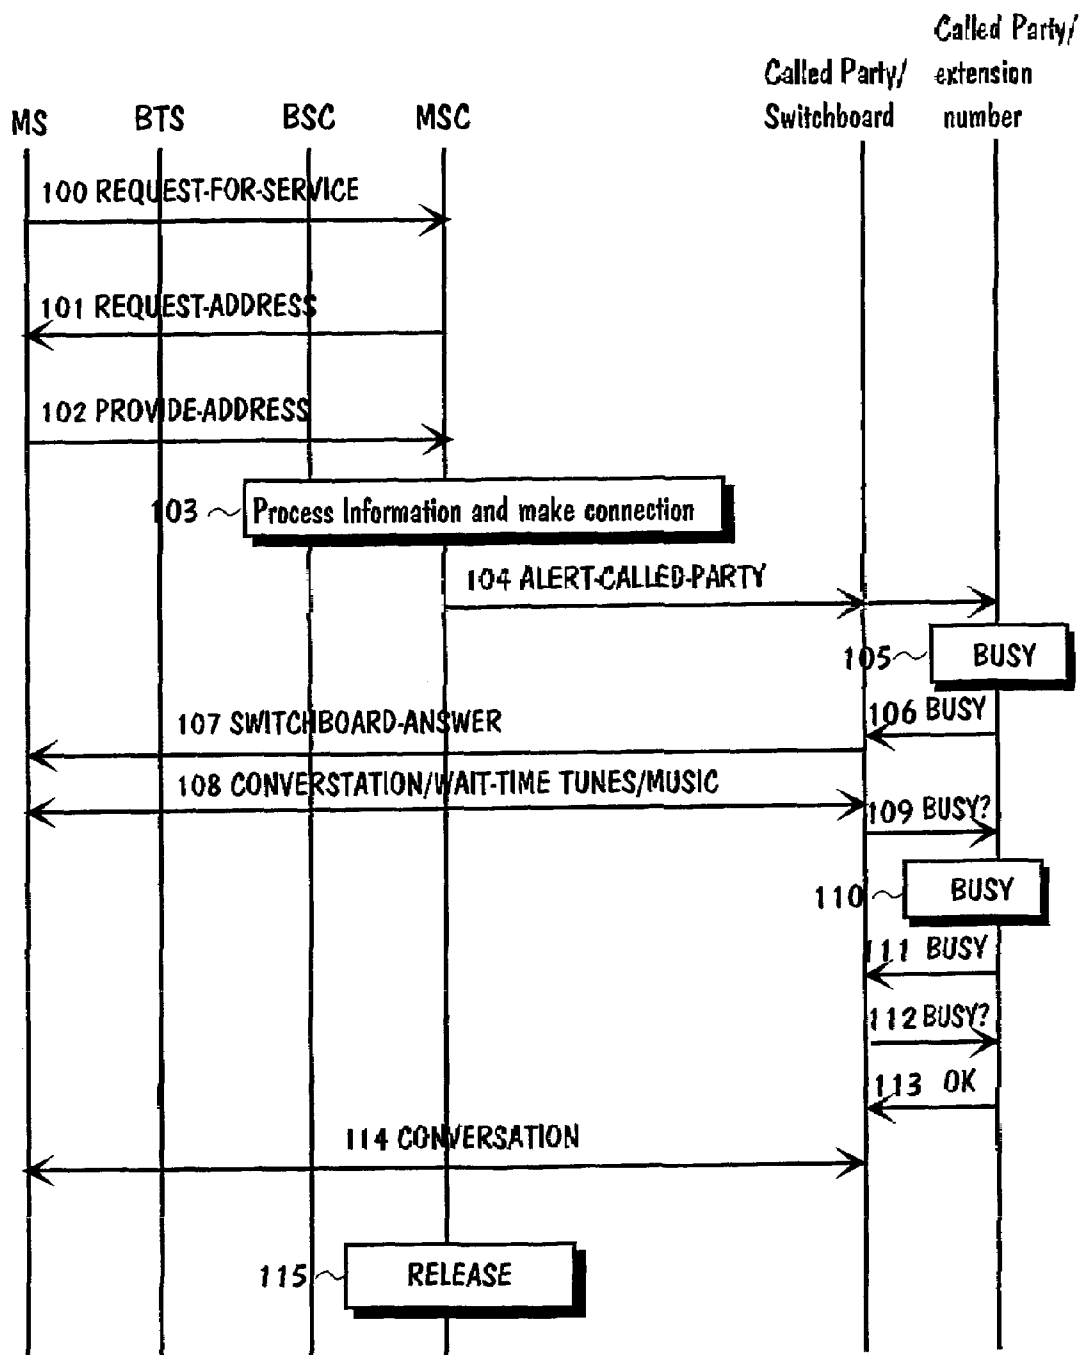 Called Party/
extension
number
Called Party/
Switchboard
MS BTS BSC MSC
100 REQUEST-FOR-SERVICE
101 REQUEST-ADDRESS
102 PROVIDE-ADDRESS
103 Process Information and make connection
104 ALERT-CALLED-PARTY
105 BUSY
106 BUSY
107 SWITCHBOARD-ANSWER
108 CONVERSTATION/WAIT-TIME TUNES/MUSIC
109 BUSY?
110 BUSY
111 BUSY
112 BUSY?
113 OK
114 CONVERSATION
115 RELEASE